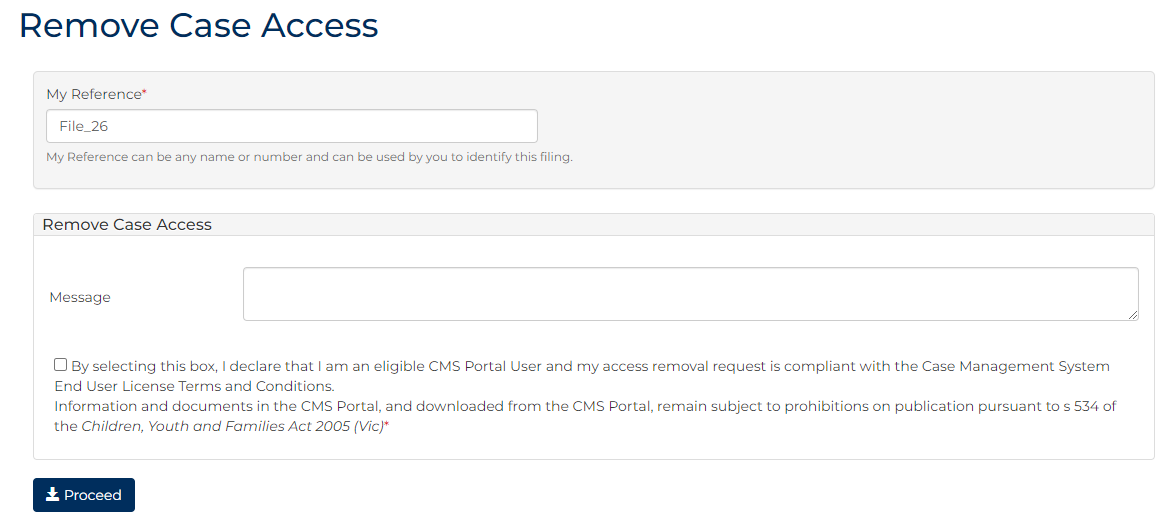 Remove Case Access
My Reference*
File_26
My Reference can be any name or number and can be used by you to identify this filing.
Remove Case Access
Message
By selecting this box, I declare that I am an eligible CMS Portal User and my access removal request is compliant with the Case Management System
End User License Terms and Conditions.
Information and documents in the CMS Portal, and downloaded from the CMS Portal, remain subject to prohibitions on publication pursuant to s 534 of
the Children, Youth and Families Act 2005 (Vic)*
Proceed